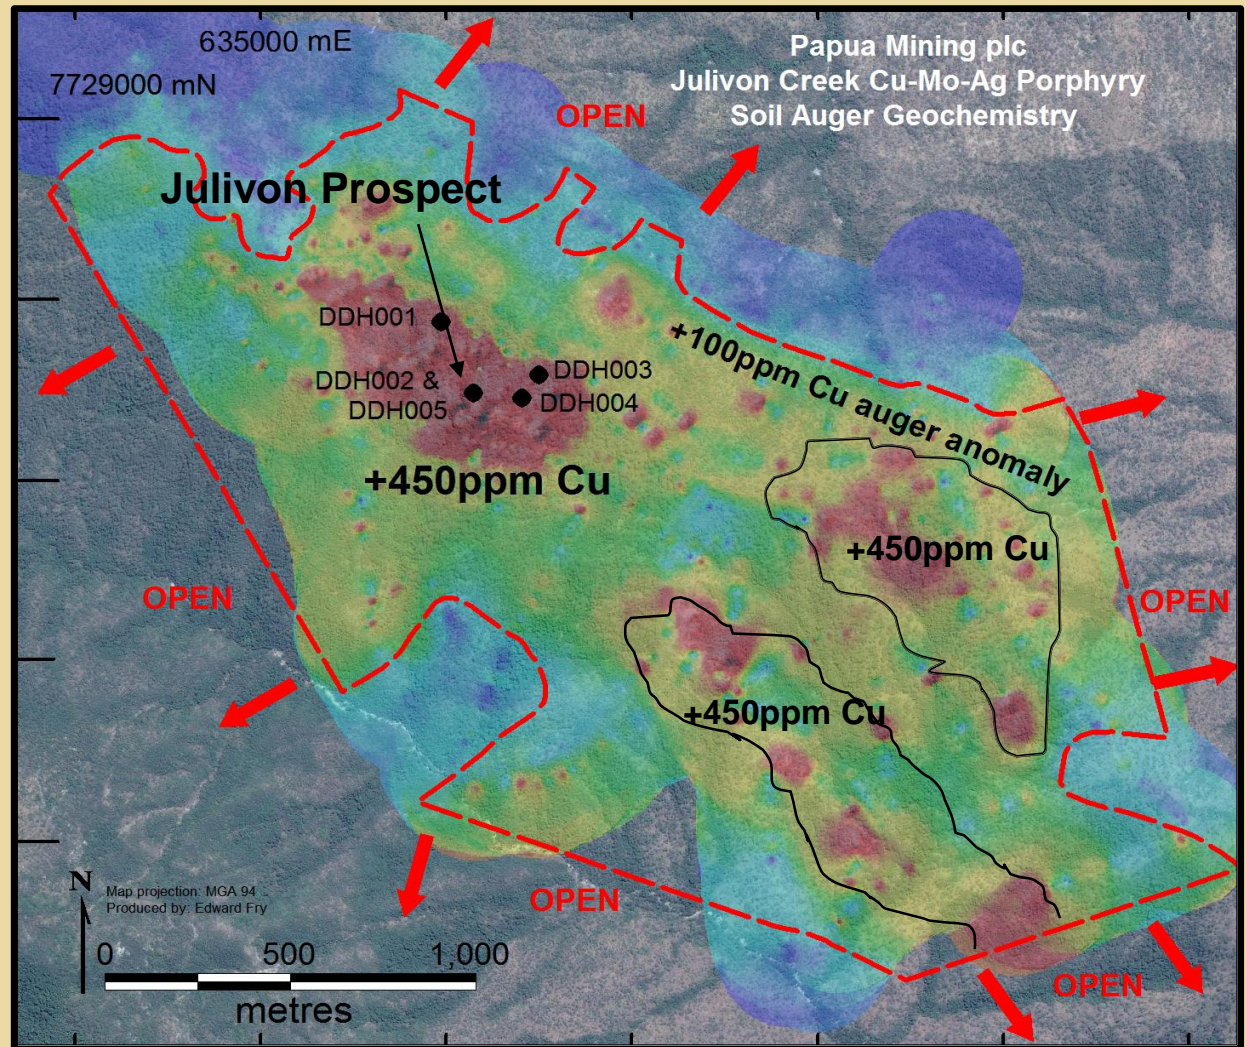 635000 mE
7729000 mN
Papua Mining plc
Julivon Creek Cu-Mo-Ag Porphyry
Soil Auger Geochemistry
OPEN
Julivon Prospect
DDH001
DDH002 &
DDH005
DDH003
DDH004
+100ppm Cu auger anomaly
+450ppm Cu
+450ppm Cu
OPEN
OPEN
+450ppm Cu
N
Map projection: MGA 94
Produced by: Edward Fry
OPEN
0 500 1,000
metres
OPEN